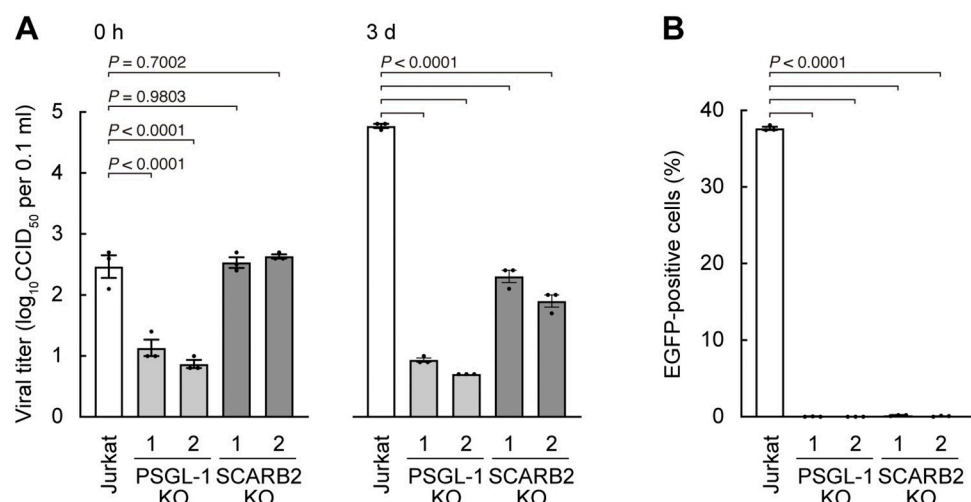 A
0 h
P = 0.7002
P = 0.9803
P < 0.0001
P < 0.0001
Viral titer (log10CCID50 per 0.1 ml)
5
4
3
2
1
0
Jurkat
1 2 1 2
PSGL-1 SCARB2
KO KO
3 d
P < 0.0001
Jurkat
1 2 1 2
PSGL-1 SCARB2
KO KO
B
P < 0.0001
EGFP-positive cells (%)
40
30
20
10
0
Jurkat
1 2 1 2
PSGL-1 SCARB2
KO KO